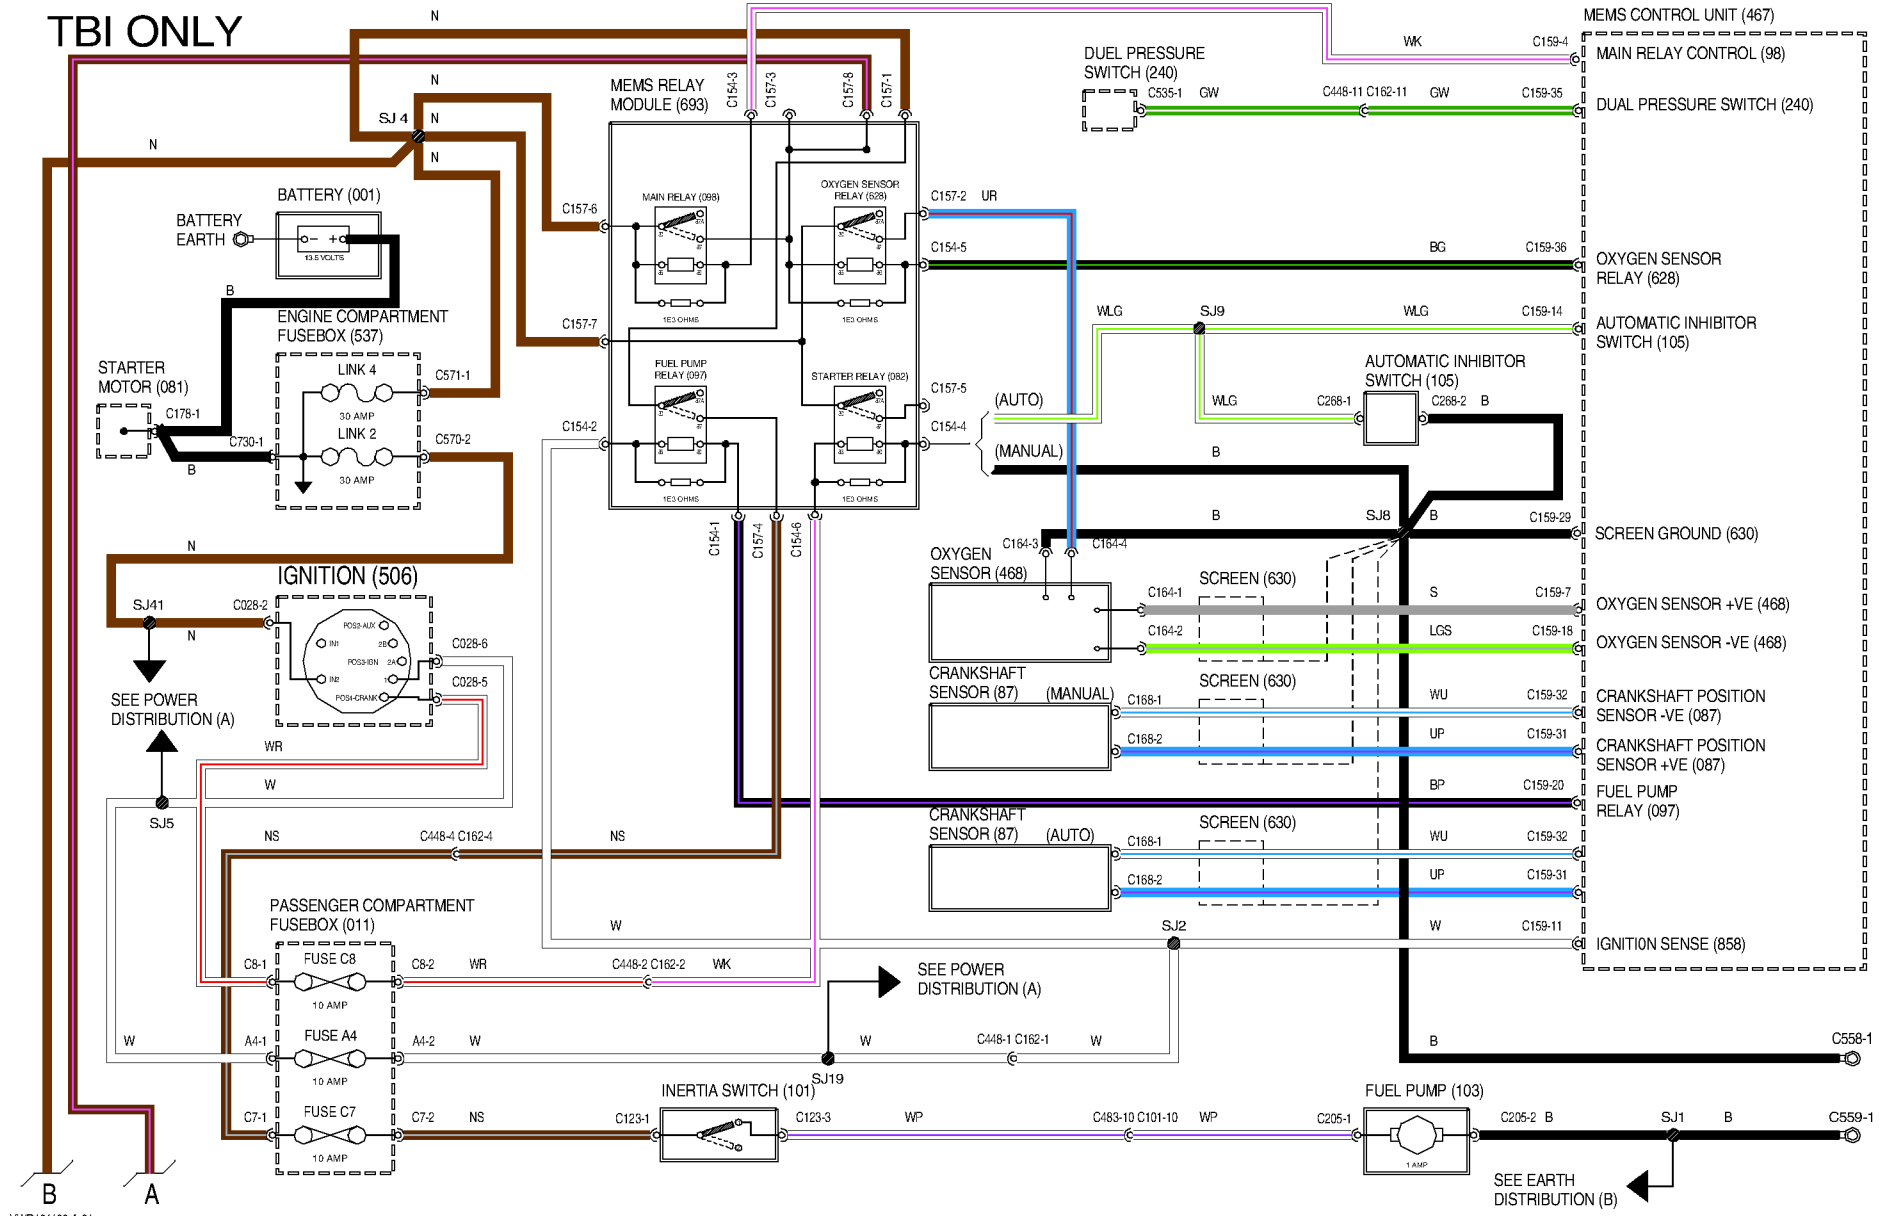 TBI ONLY
N
WK
C159-4
MEMS CONTROL UNIT (467)
MAIN RELAY CONTROL (98)
DUEL PRESSURE
SWITCH (240)
C535-1
GW
C448-11
C162-11
GW
C159-35
DUAL PRESSURE SWITCH (240)
MEMS RELAY
MODULE (693)
C154-3
C157-3
C157-8
C157-1
N
SJ 4
N
N
N
BATTERY (001)
BATTERY
EARTH
- +
13.5 VOLTS
B
MAIN RELAY (098)
OXYGEN SENSOR
RELAY (628)
87A
87A
C157-6
C157-2
UR
C154-5
BG
C159-36
OXYGEN SENSOR
RELAY (628)
1E3 OHMS
1E3 OHMS
ENGINE COMPARTMENT
FUSEBOX (537)
C157-7
WLG
SJ9
WLG
C159-14
AUTOMATIC INHIBITOR
SWITCH (105)
STARTER
MOTOR (081)
LINK 4
C571-1
30 AMP
FUEL PUMP
RELAY (097)
STARTER RELAY (082)
87A
87A
C157-5
(AUTO)
AUTOMATIC INHIBITOR
SWITCH (105)
WLG
C268-1
C268-2
B
C178-1
C730-1
LINK 2
C570-2
30 AMP
B
C154-2
C154-4
(MANUAL)
B
1E3 OHMS
1E3 OHMS
C154-1
C157-4
C154-6
B
SJ8
B
C159-29
SCREEN GROUND (630)
C164-3
C164-4
N
IGNITION (506)
OXYGEN
SENSOR (468)
SCREEN (630)
C164-1
S
C159-7
OXYGEN SENSOR +VE (468)
C164-2
LGS
C159-18
OXYGEN SENSOR -VE (468)
SJ41
N
C028-2
POS2-AUX
IN1
2B
POS3-IGN
2A
IN2
1
POS4-CRANK
C028-6
C028-5
SEE POWER
DISTRIBUTION (A)
CRANKSHAFT
SENSOR (87)
(MANUAL)
SCREEN (630)
C168-1
WU
C159-32
CRANKSHAFT POSITION
SENSOR -VE (087)
C168-2
UP
C159-31
CRANKSHAFT POSITION
SENSOR +VE (087)
WR
W
SJ5
BP
C159-20
FUEL PUMP
RELAY (097)
NS
C448-4
C162-4
NS
CRANKSHAFT
SENSOR (87)
(AUTO)
SCREEN (630)
C168-1
WU
C159-32
C168-2
UP
C159-31
PASSENGER COMPARTMENT
FUSEBOX (011)
W
SJ2
W
C159-11
IGNITION SENSE (858)
C8-1
FUSE C8
C8-2
WR
C448-2
C162-2
WK
10 AMP
SEE POWER
DISTRIBUTION (A)
W
A4-1
FUSE A4
A4-2
W
W
C448-1
C162-1
W
B
C558-1
10 AMP
SJ19
INERTIA SWITCH (101)
FUEL PUMP (103)
C7-1
FUSE C7
C7-2
NS
C123-1
C123-3
WP
C483-10
C101-10
WP
C205-1
C205-2
B
SJ1
B
C559-1
10 AMP
1 AMP
B
A
SEE EARTH
DISTRIBUTION (B)